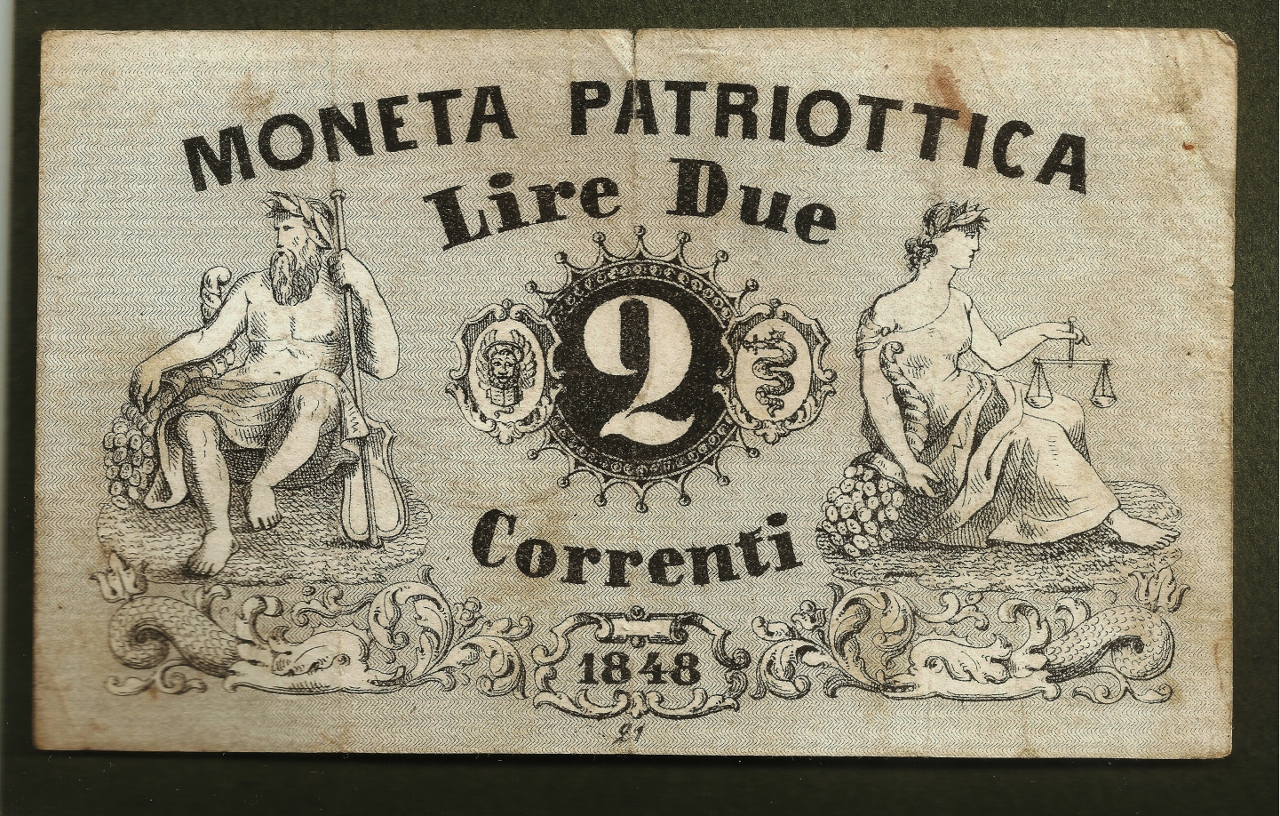 MONETA PATRIOTTICA
Lire Due
2
Correnti
1848